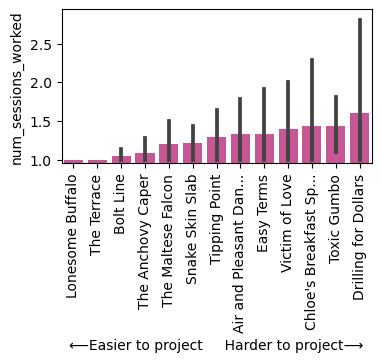 num_sessions_worked
2.5
2.0
1.5
1.0
Lonesome Buffalo
The Terrace
Bolt Line
The Anchovy Caper
The Maltese Falcon
Snake Skin Slab
Tipping Point
Air and Pleasant Dan...
Easy Terms
Victim of Love
Chloe's Breakfast Sp...
Toxic Gumbo
Drilling for Dollars
⟵Easier to project Harder to project⟶